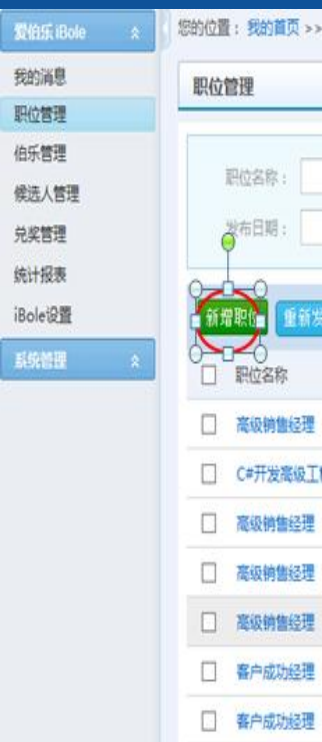 爱伯乐iBole
我的消息
职位管理
伯乐管理
候选人管理
兑奖管理
统计报表
iBole设置
系统管理
您的位置：我的首页 >>
职位管理
职位名称：
发布日期：
新增职位 重新发
职位名称
高级销售经理
C#开发高级工
高级销售经理
高级销售经理
高级销售经理
客户成功经理
客户成功经理